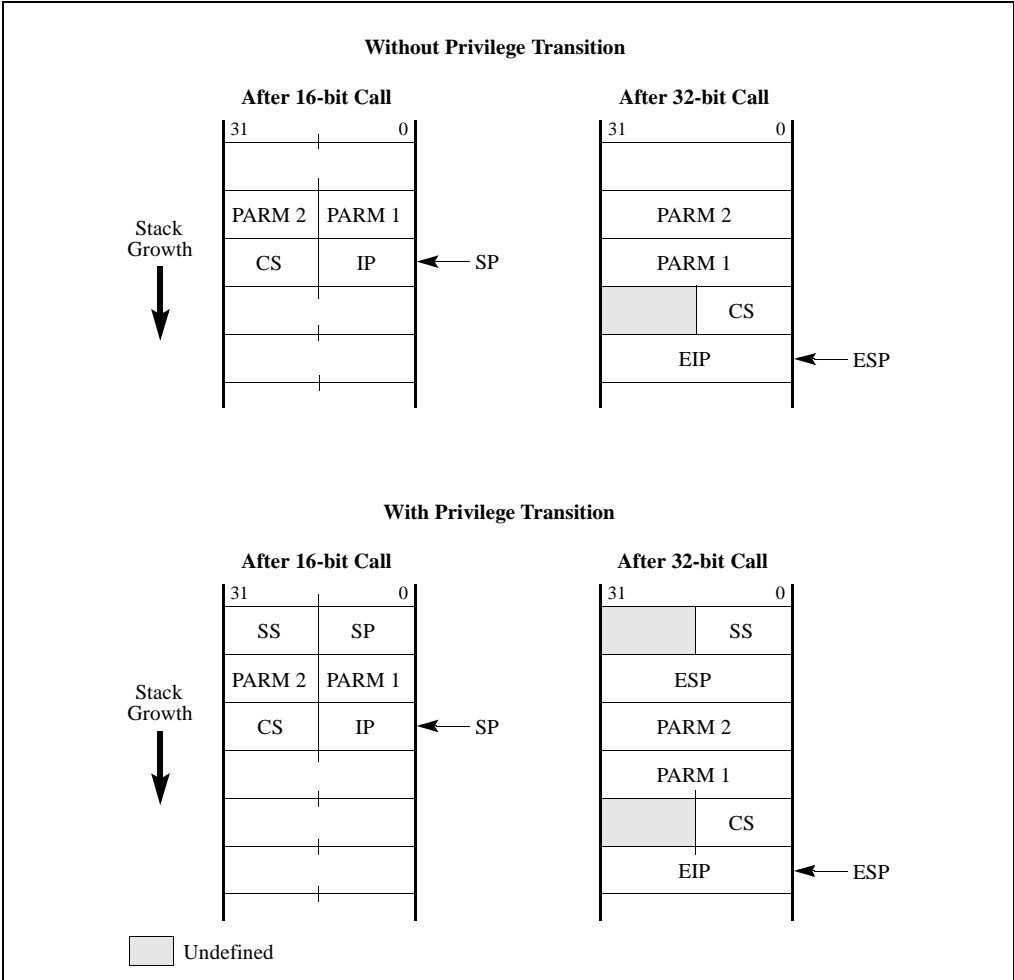 Without Privilege Transition
After 16-bit Call
After 32-bit Call
31 0
31 0
PARM 2 PARM 1
PARM 2
Stack
Growth
CS IP
SP
PARM 1
CS
EIP
ESP
With Privilege Transition
After 16-bit Call
After 32-bit Call
31 0
31 0
SS SP
SS
PARM 2 PARM 1
ESP
Stack
Growth
CS IP
SP
PARM 2
PARM 1
CS
EIP
ESP
Undefined